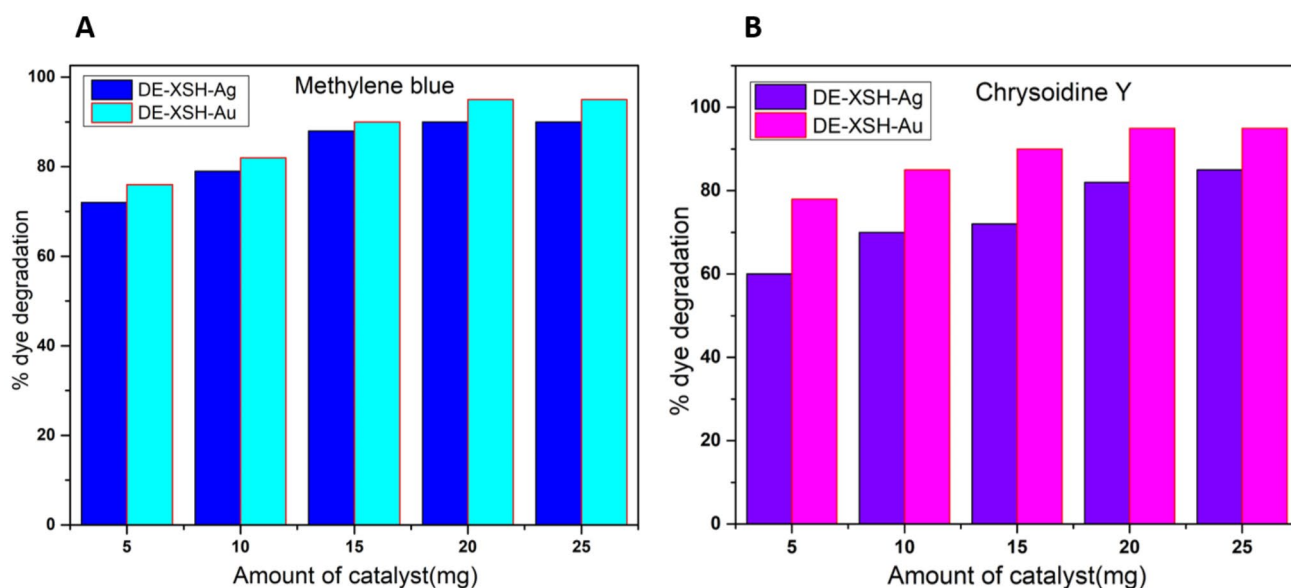 A
Methylene blue
DE-XSH-Ag
DE-XSH-Au
100
80
60
40
20
0
% dye degradation
5 10 15 20 25
Amount of catalyst(mg)
B
Chrysoidine Y
DE-XSH-Ag
DE-XSH-Au
100
80
60
40
20
0
% dye degradation
5 10 15 20 25
Amount of catalyst(mg)